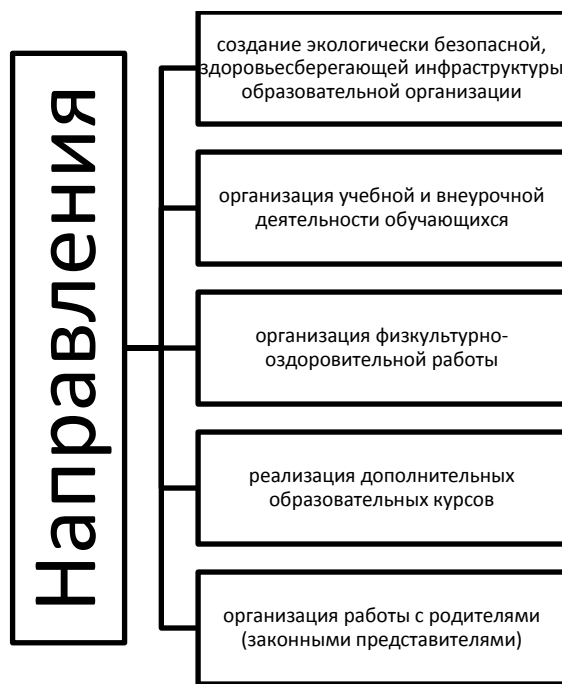 Направления
создание экологически безопасной,
здоровьесберегающей инфраструктуры
образовательной организации
организация учебной и внеурочной
деятельности обучающихся
организация физкультурно-
оздоровительной работы
реализация дополнительных
образовательных курсов
организация работы с родителями
(законными представителями)